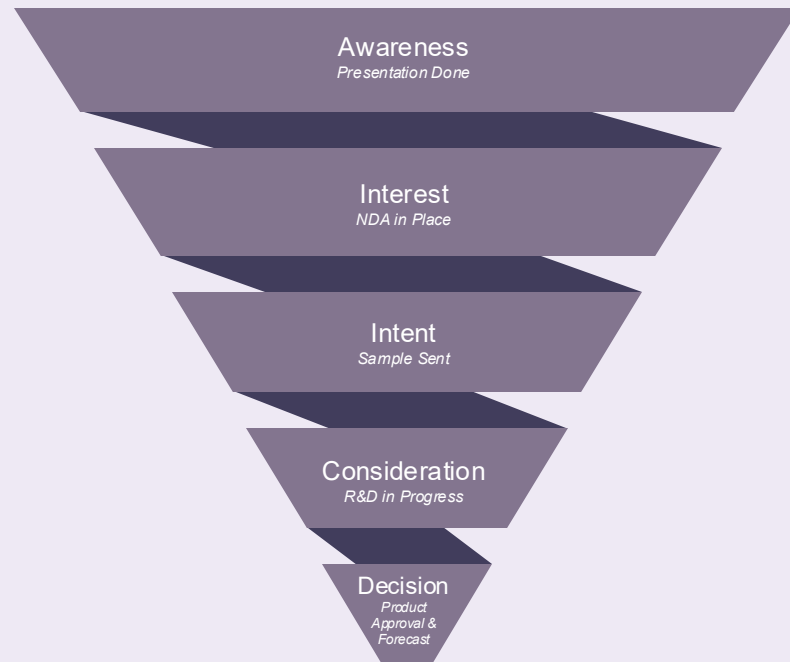 Awareness
Presentation Done
Interest
NDA in Place
Intent
Sample Sent
Consideration
R&D in Progress
Decision
Product
Approval &
Forecast